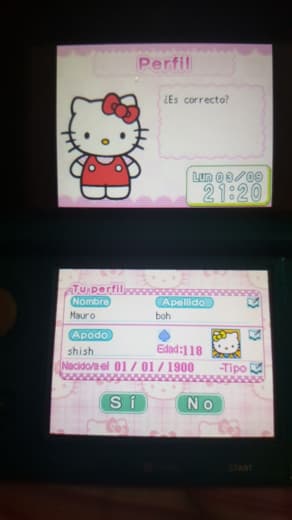 Perfil
¿Es correcto?
Lun 03/09
21:20
Tu perfil
Nombre Apellido
Mauro boh
Apodo
shish Edad:118
Nacido/a el 01/01/1900 -Tipo
Sí No
START